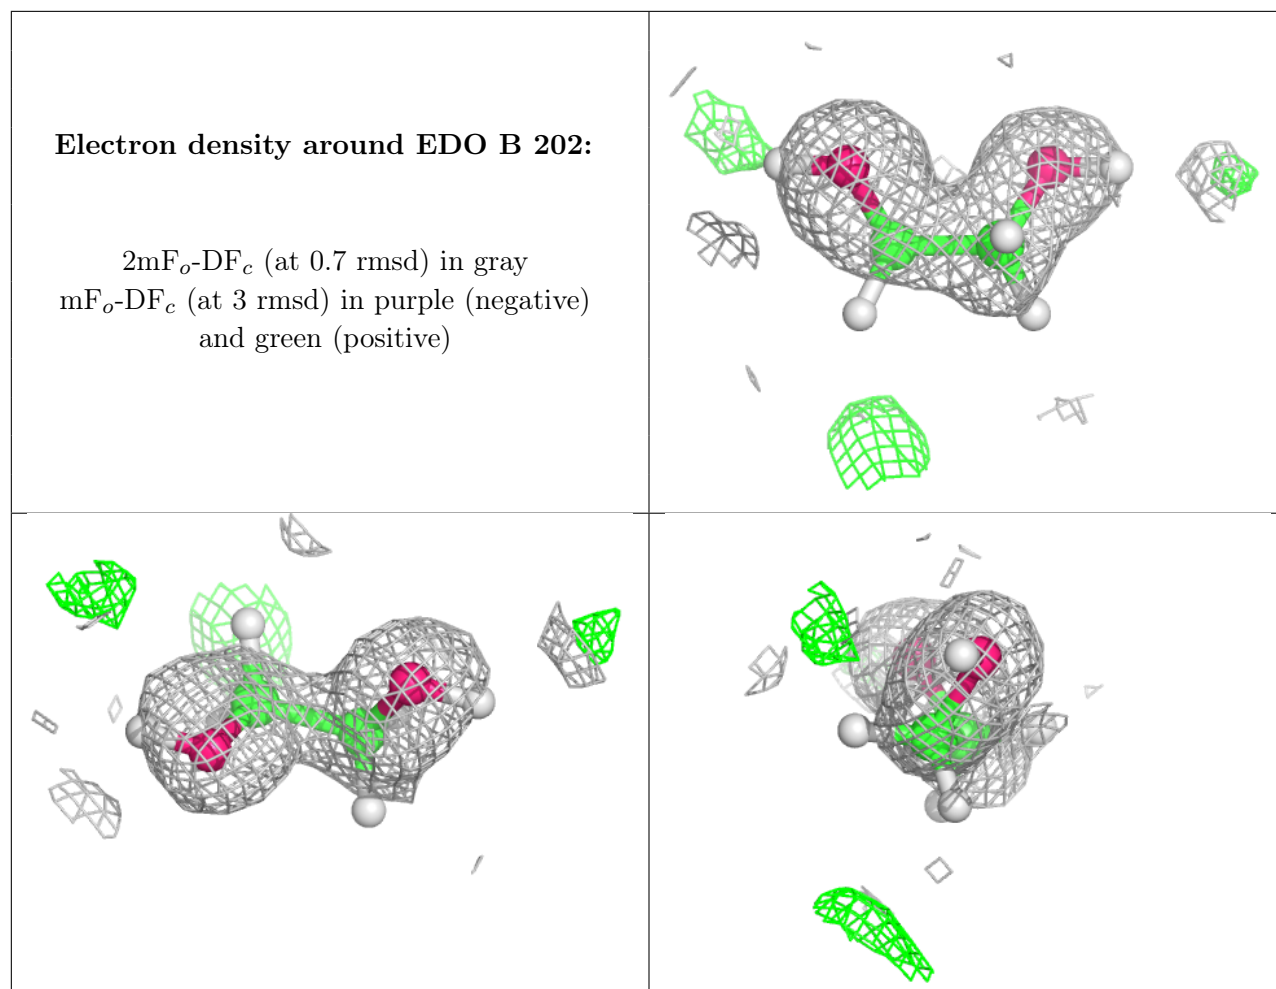 Electron density around EDO B 202:
2mFo-DFc (at 0.7 rmsd) in gray
mFo-DFc (at 3 rmsd) in purple (negative)
and green (positive)